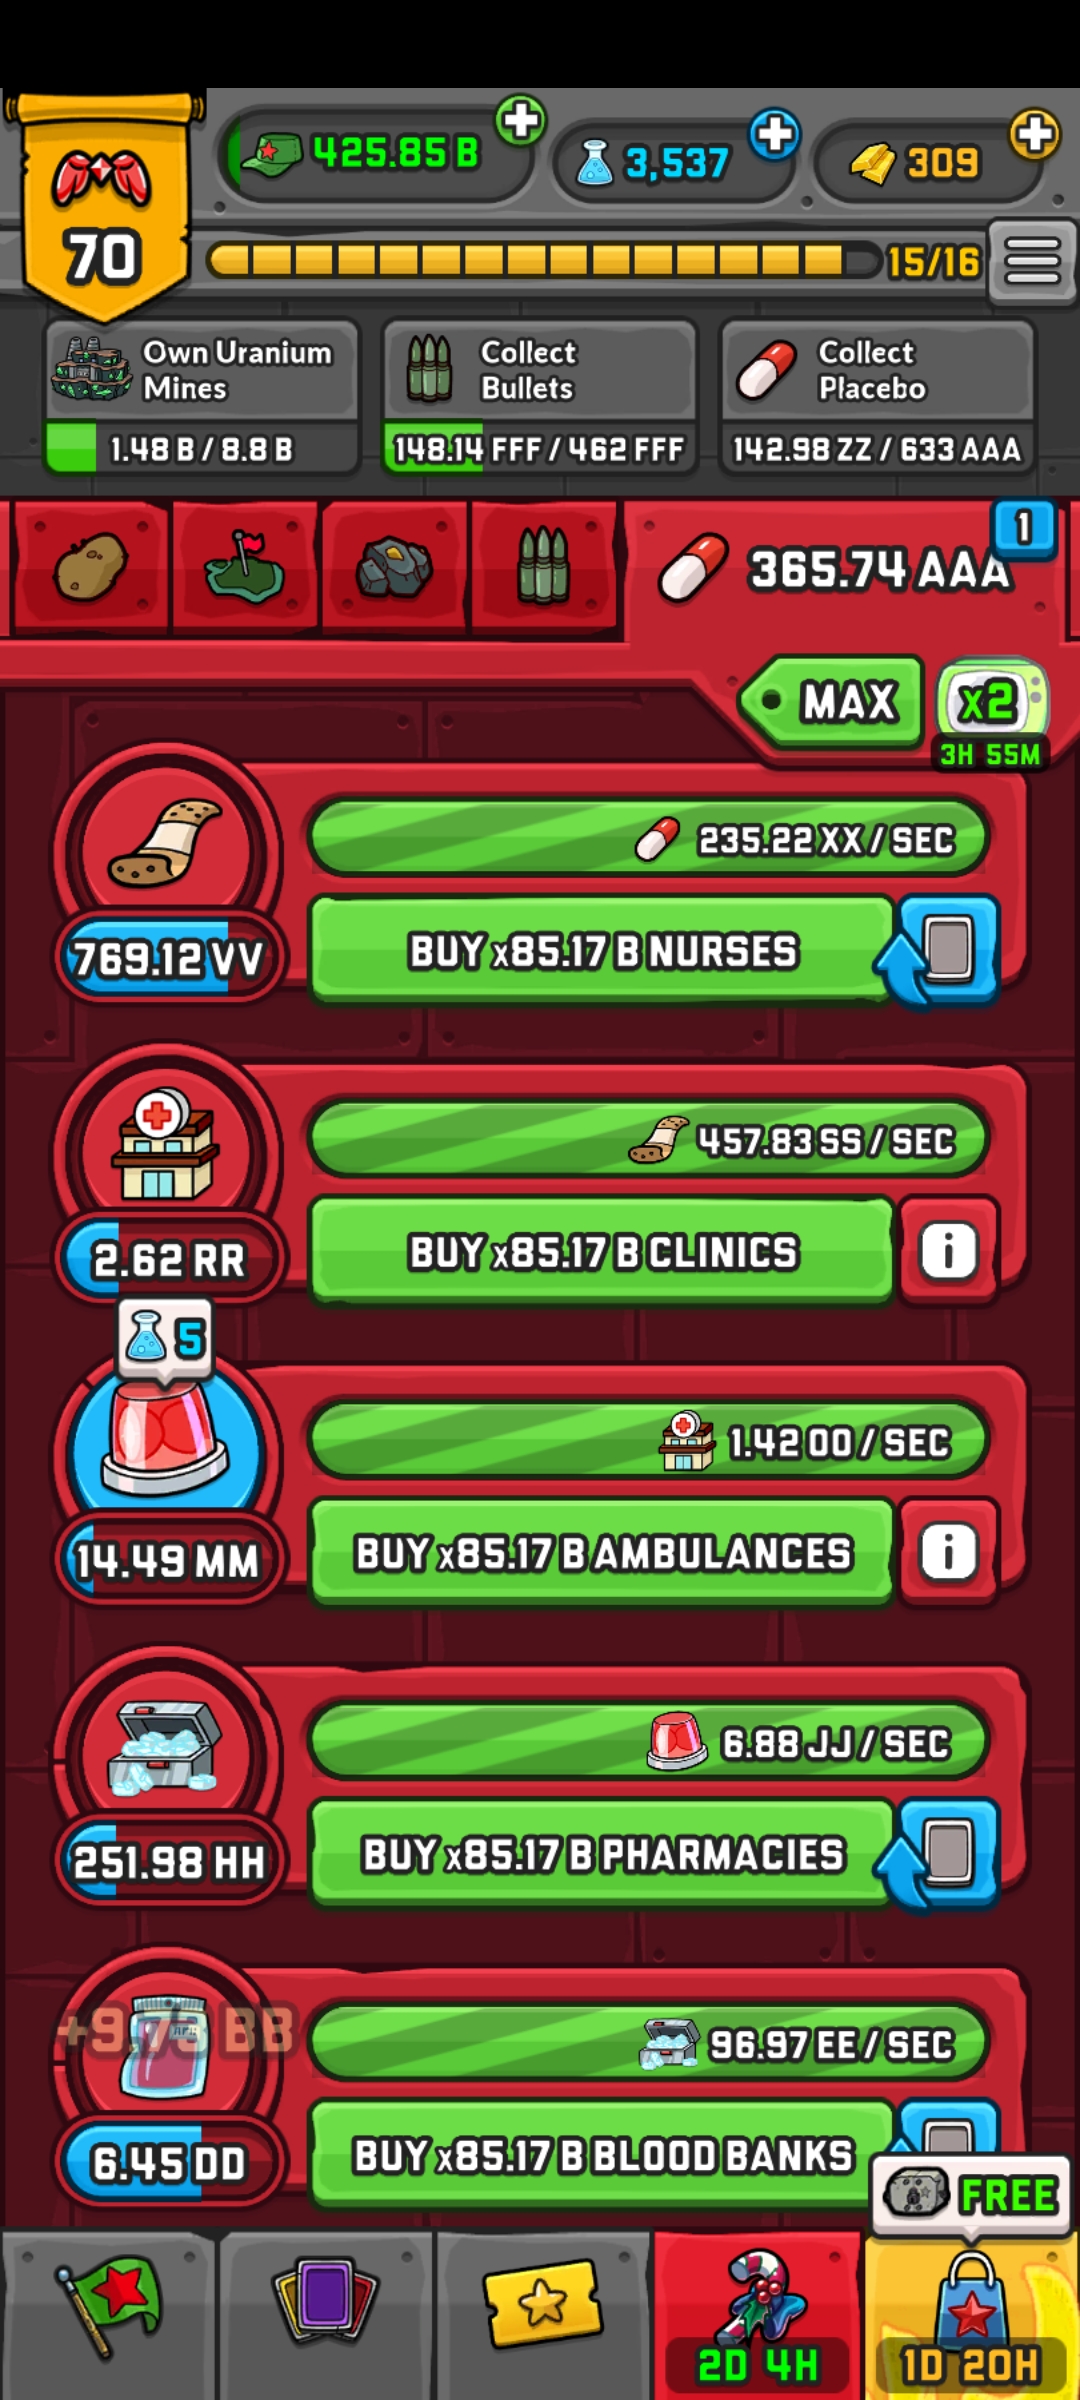 425.85 B
3,537
309
70
15/16
Own Uranium
Mines
1.48 B / 8.8 B
Collect
Bullets
148.14 FFF / 462 FFF
Collect
Placebo
142.98 ZZ / 633 AAA
365.74 AAA
1
MAX
x2
3H 55M
235.22 XX / SEC
769.12 VV
BUY x85.17 B NURSES
457.83 SS / SEC
2.62 RR
BUY x85.17 B CLINICS
i
5
1.42 OO / SEC
14.49 MM
BUY x85.17 B AMBULANCES
i
6.88 JJ / SEC
251.98 HH
BUY x85.17 B PHARMACIES
+9.73 BB
96.97 EE / SEC
6.45 DD
BUY x85.17 B BLOOD BANKS
FREE
2D 4H
1D 20H